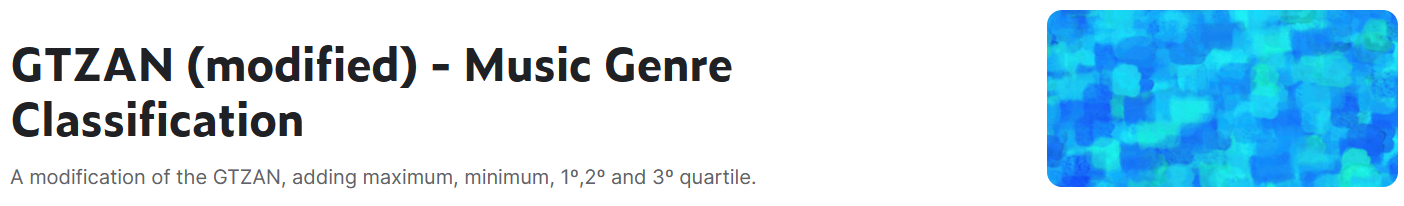 GTZAN (modified) - Music Genre
Classification
A modification of the GTZAN, adding maximum, minimum, 1º,2º and 3º quartile.